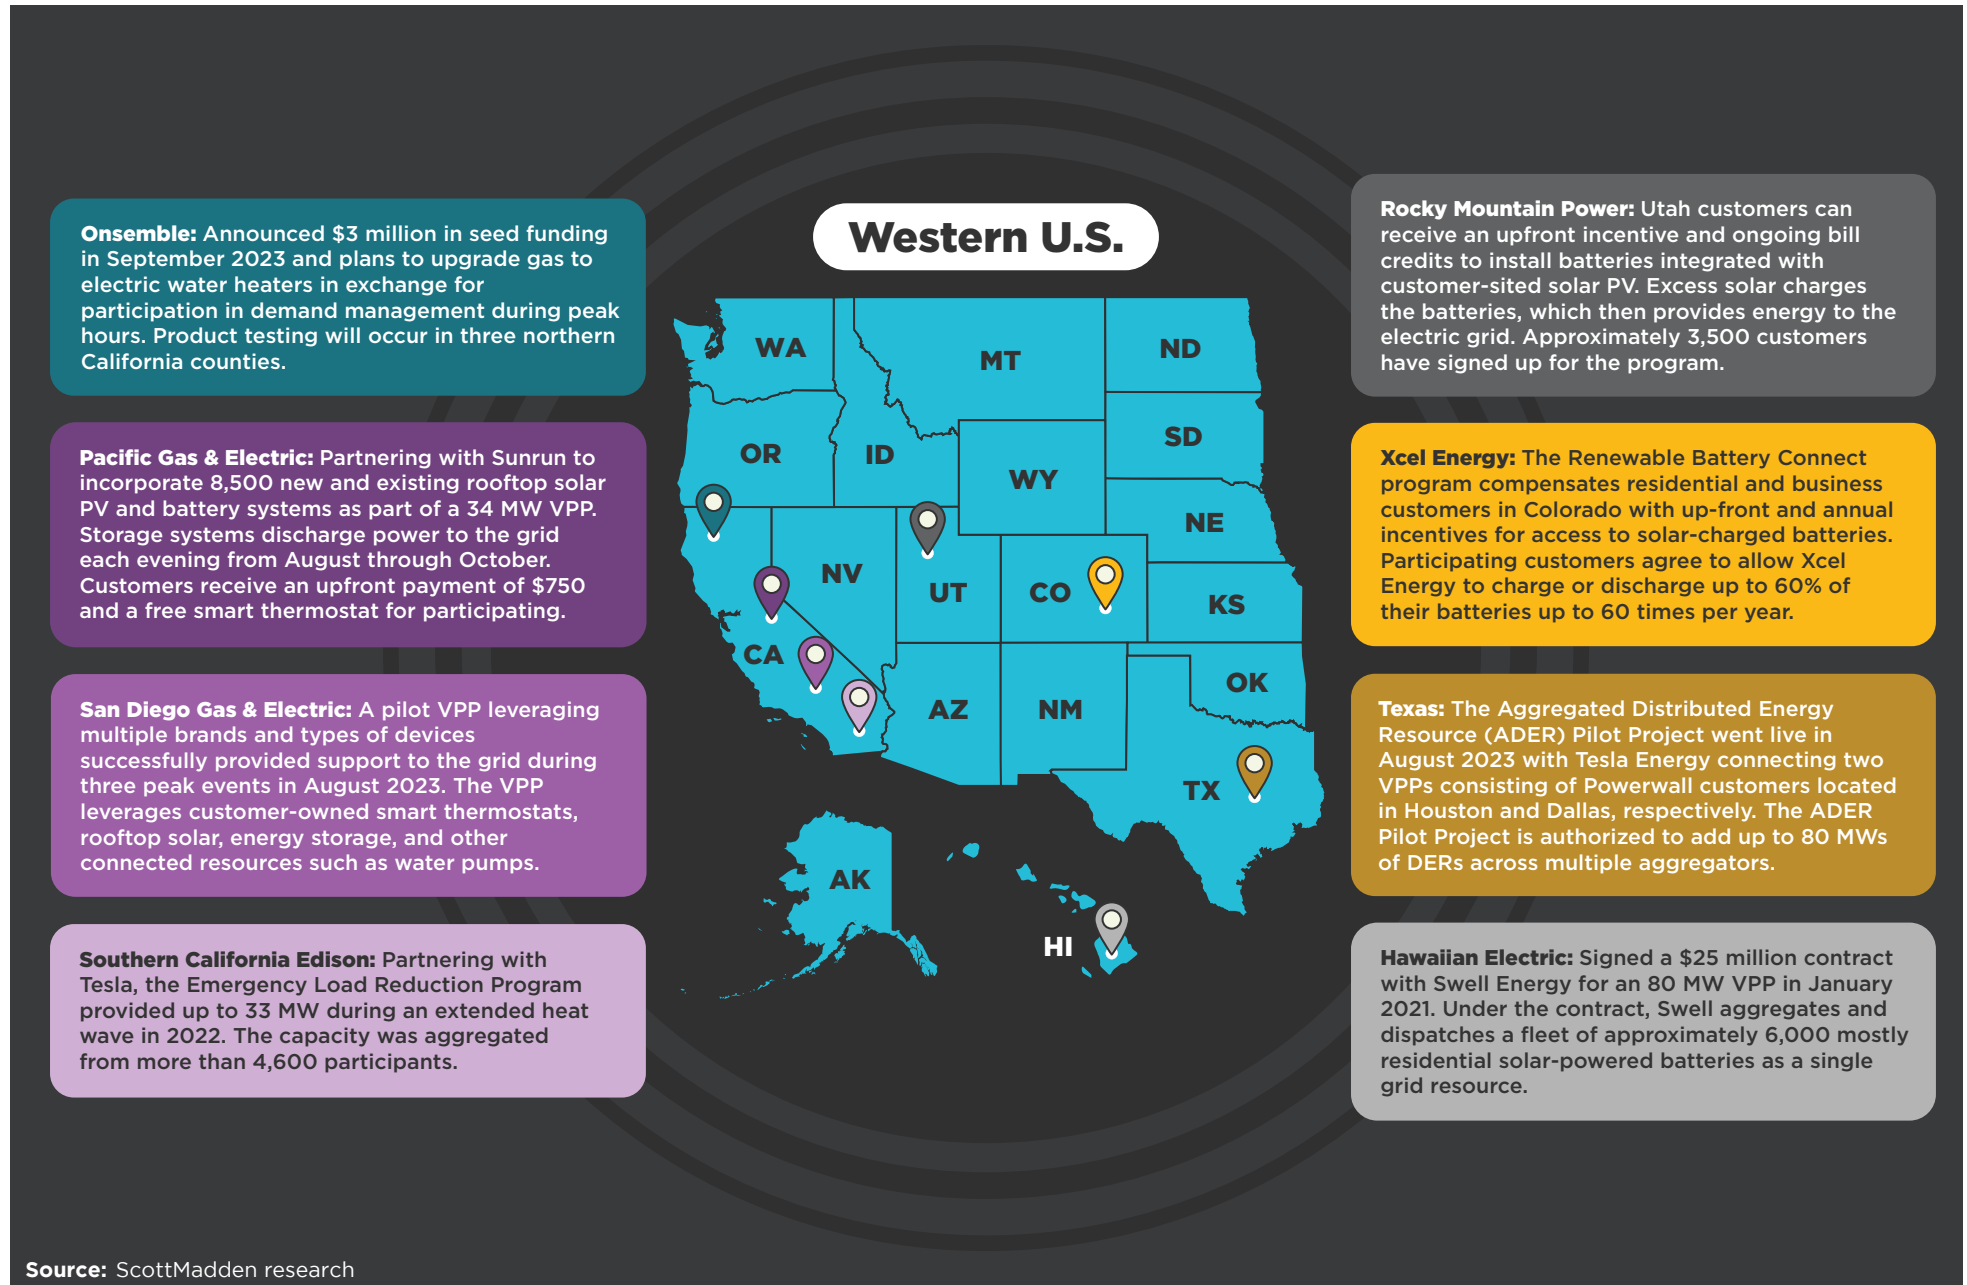 Western U.S.
Onsemble: Announced $3 million in seed funding
in September 2023 and plans to upgrade gas to
electric water heaters in exchange for
participation in demand management during peak
hours. Product testing will occur in three northern
California counties.
Pacific Gas & Electric: Partnering with Sunrun to
incorporate 8,500 new and existing rooftop solar
PV and battery systems as part of a 34 MW VPP.
Storage systems discharge power to the grid
each evening from August through October.
Customers receive an upfront payment of $750
and a free smart thermostat for participating.
San Diego Gas & Electric: A pilot VPP leveraging
multiple brands and types of devices
successfully provided support to the grid during
three peak events in August 2023. The VPP
leverages customer-owned smart thermostats,
rooftop solar, energy storage, and other
connected resources such as water pumps.
Southern California Edison: Partnering with
Tesla, the Emergency Load Reduction Program
provided up to 33 MW during an extended heat
wave in 2022. The capacity was aggregated
from more than 4,600 participants.
WA
MT
ND
OR
ID
SD
WY
NE
NV
UT
CO
KS
CA
AZ
NM
OK
TX
AK
HI
Rocky Mountain Power: Utah customers can
receive an upfront incentive and ongoing bill
credits to install batteries integrated with
customer-sited solar PV. Excess solar charges
the batteries, which then provides energy to the
electric grid. Approximately 3,500 customers
have signed up for the program.
Xcel Energy: The Renewable Battery Connect
program compensates residential and business
customers in Colorado with up-front and annual
incentives for access to solar-charged batteries.
Participating customers agree to allow Xcel
Energy to charge or discharge up to 60% of
their batteries up to 60 times per year.
Texas: The Aggregated Distributed Energy
Resource (ADER) Pilot Project went live in
August 2023 with Tesla Energy connecting two
VPPs consisting of Powerwall customers located
in Houston and Dallas, respectively. The ADER
Pilot Project is authorized to add up to 80 MWs
of DERs across multiple aggregators.
Hawaiian Electric: Signed a $25 million contract
with Swell Energy for an 80 MW VPP in January
2021. Under the contract, Swell aggregates and
dispatches a fleet of approximately 6,000 mostly
residential solar-powered batteries as a single
grid resource.
Source: ScottMadden research